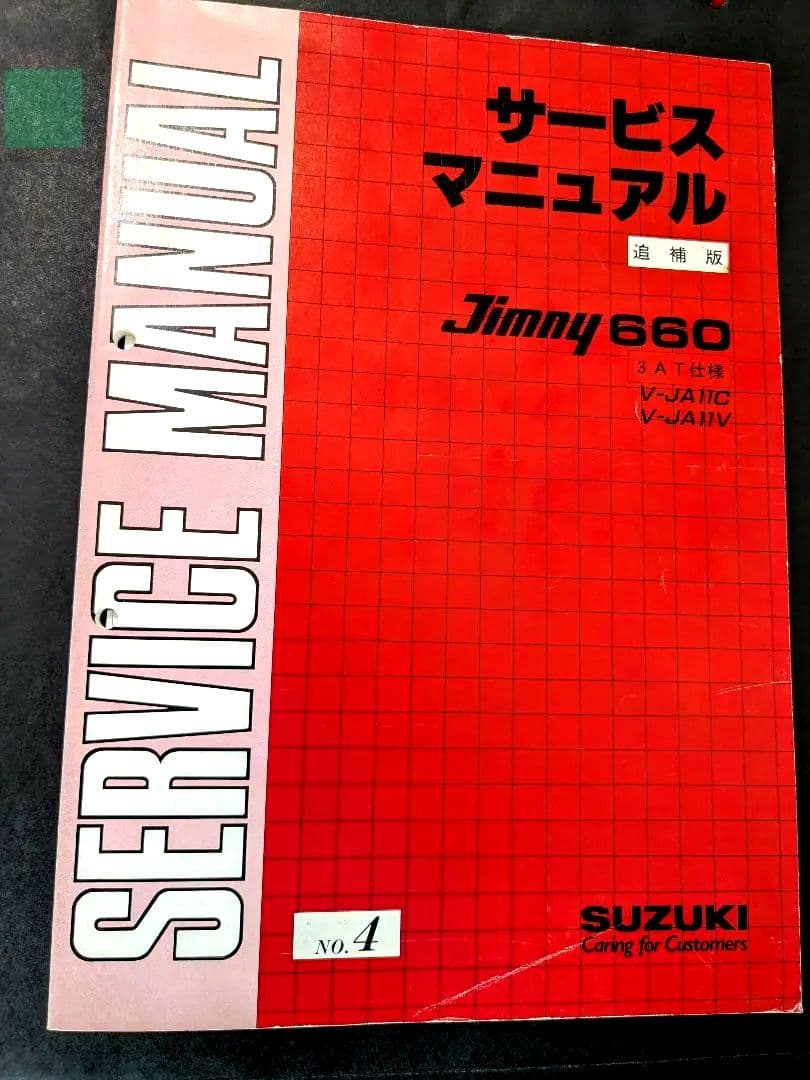 SERVICE MANUAL
サービス
マニュアル
追補版
Jimny 660
3AT仕様
V-JA11C
V-JA11V
NO. 4
SUZUKI
Caring for Customers